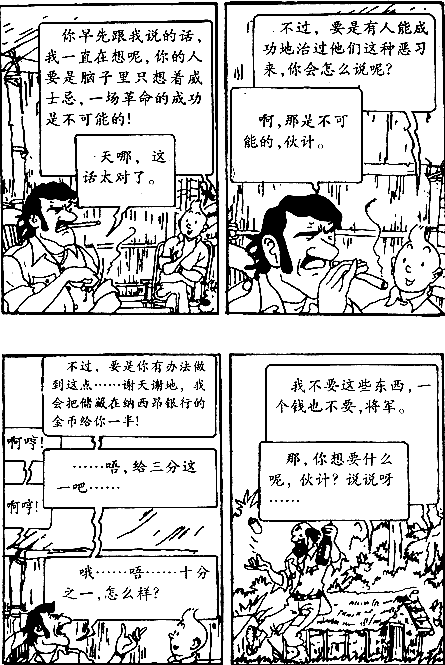 你早先跟我说的话，
我一直在想呢，你的人
要是脑子里只想着威
士忌，一场革命的成功
是不可能的！
天哪，这
话太对了。
不过，要是有人能成
功地治过他们这种恶习
来，你会怎么说呢？
啊，那是不可
能的，伙计。
不过，要是你有办法做
到这点……谢天谢地，我
会把储藏在纳西昂银行的
金币给你一半！
啊哼！
……唔，给三分这
一吧……
啊哼！
哦……唔……十分
之一，怎么样？
我不要这些东西，一
个钱也不要，将军。
那，你想要什么
呢，伙计？说说呀
……